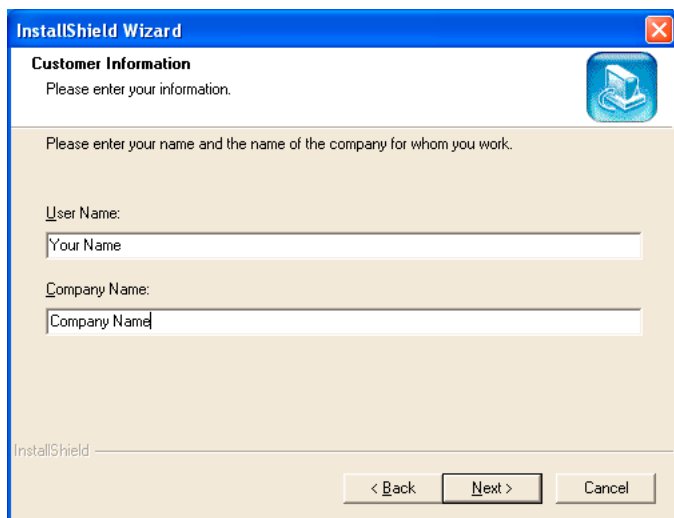 InstallShield Wizard
Customer Information
Please enter your information.
Please enter your name and the name of the company for whom you work.
User Name:
Your Name
Company Name:
Company Name
InstallShield
< Back Next > Cancel